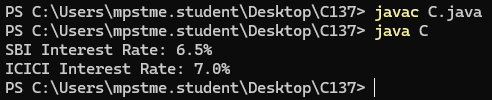 PS C:\Users\mpstme.student\Desktop\C137> javac C.java
PS C:\Users\mpstme.student\Desktop\C137> java C
SBI Interest Rate: 6.5%
ICICI Interest Rate: 7.0%
PS C:\Users\mpstme.student\Desktop\C137>